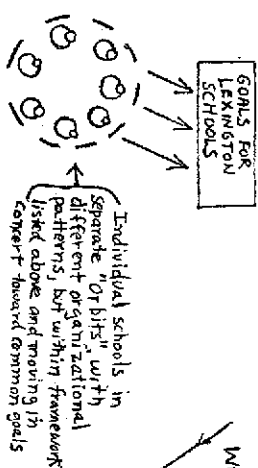 GOALS FOR
LEXINGTON
SCHOOLS
Individual schools in
separate "Orbits" with
different organizational
patterns, but within framework
listed above and moving in
concert toward common goals
W